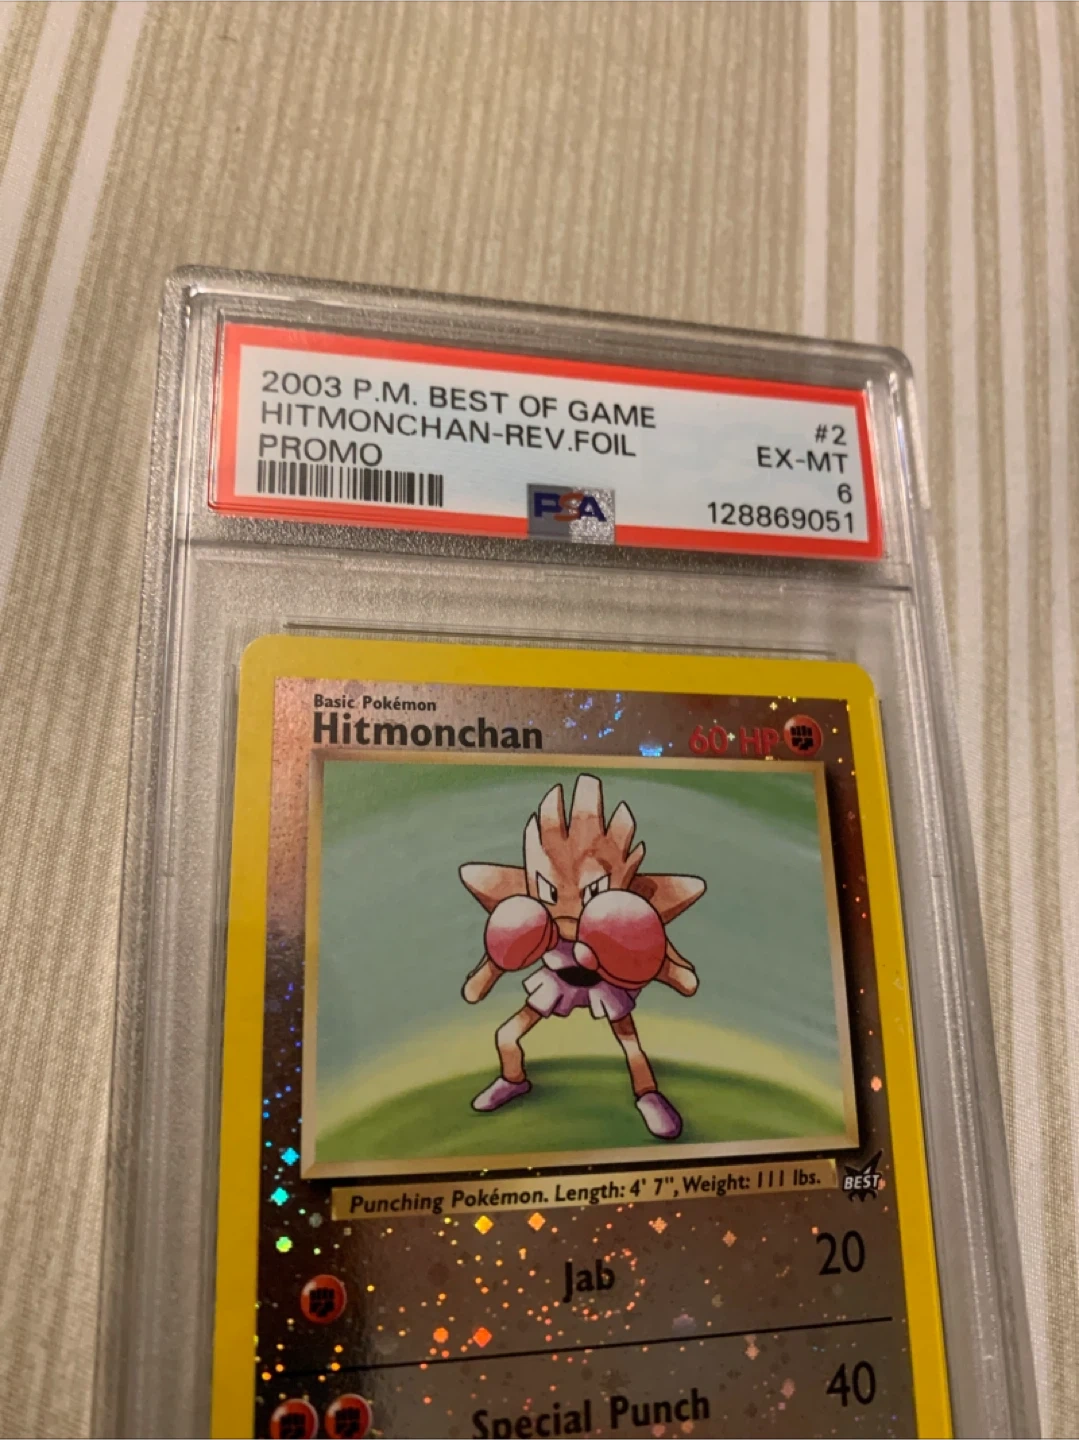 2003 P.M. BEST OF GAME
HITMONCHAN-REV.FOIL
PROMO
#2
EX-MT
6
128869051
PSA
Basic Pokémon
Hitmonchan
60 HP
Punching Pokémon. Length: 4' 7", Weight: 111 lbs.
BEST
Jab
20
Special Punch
40